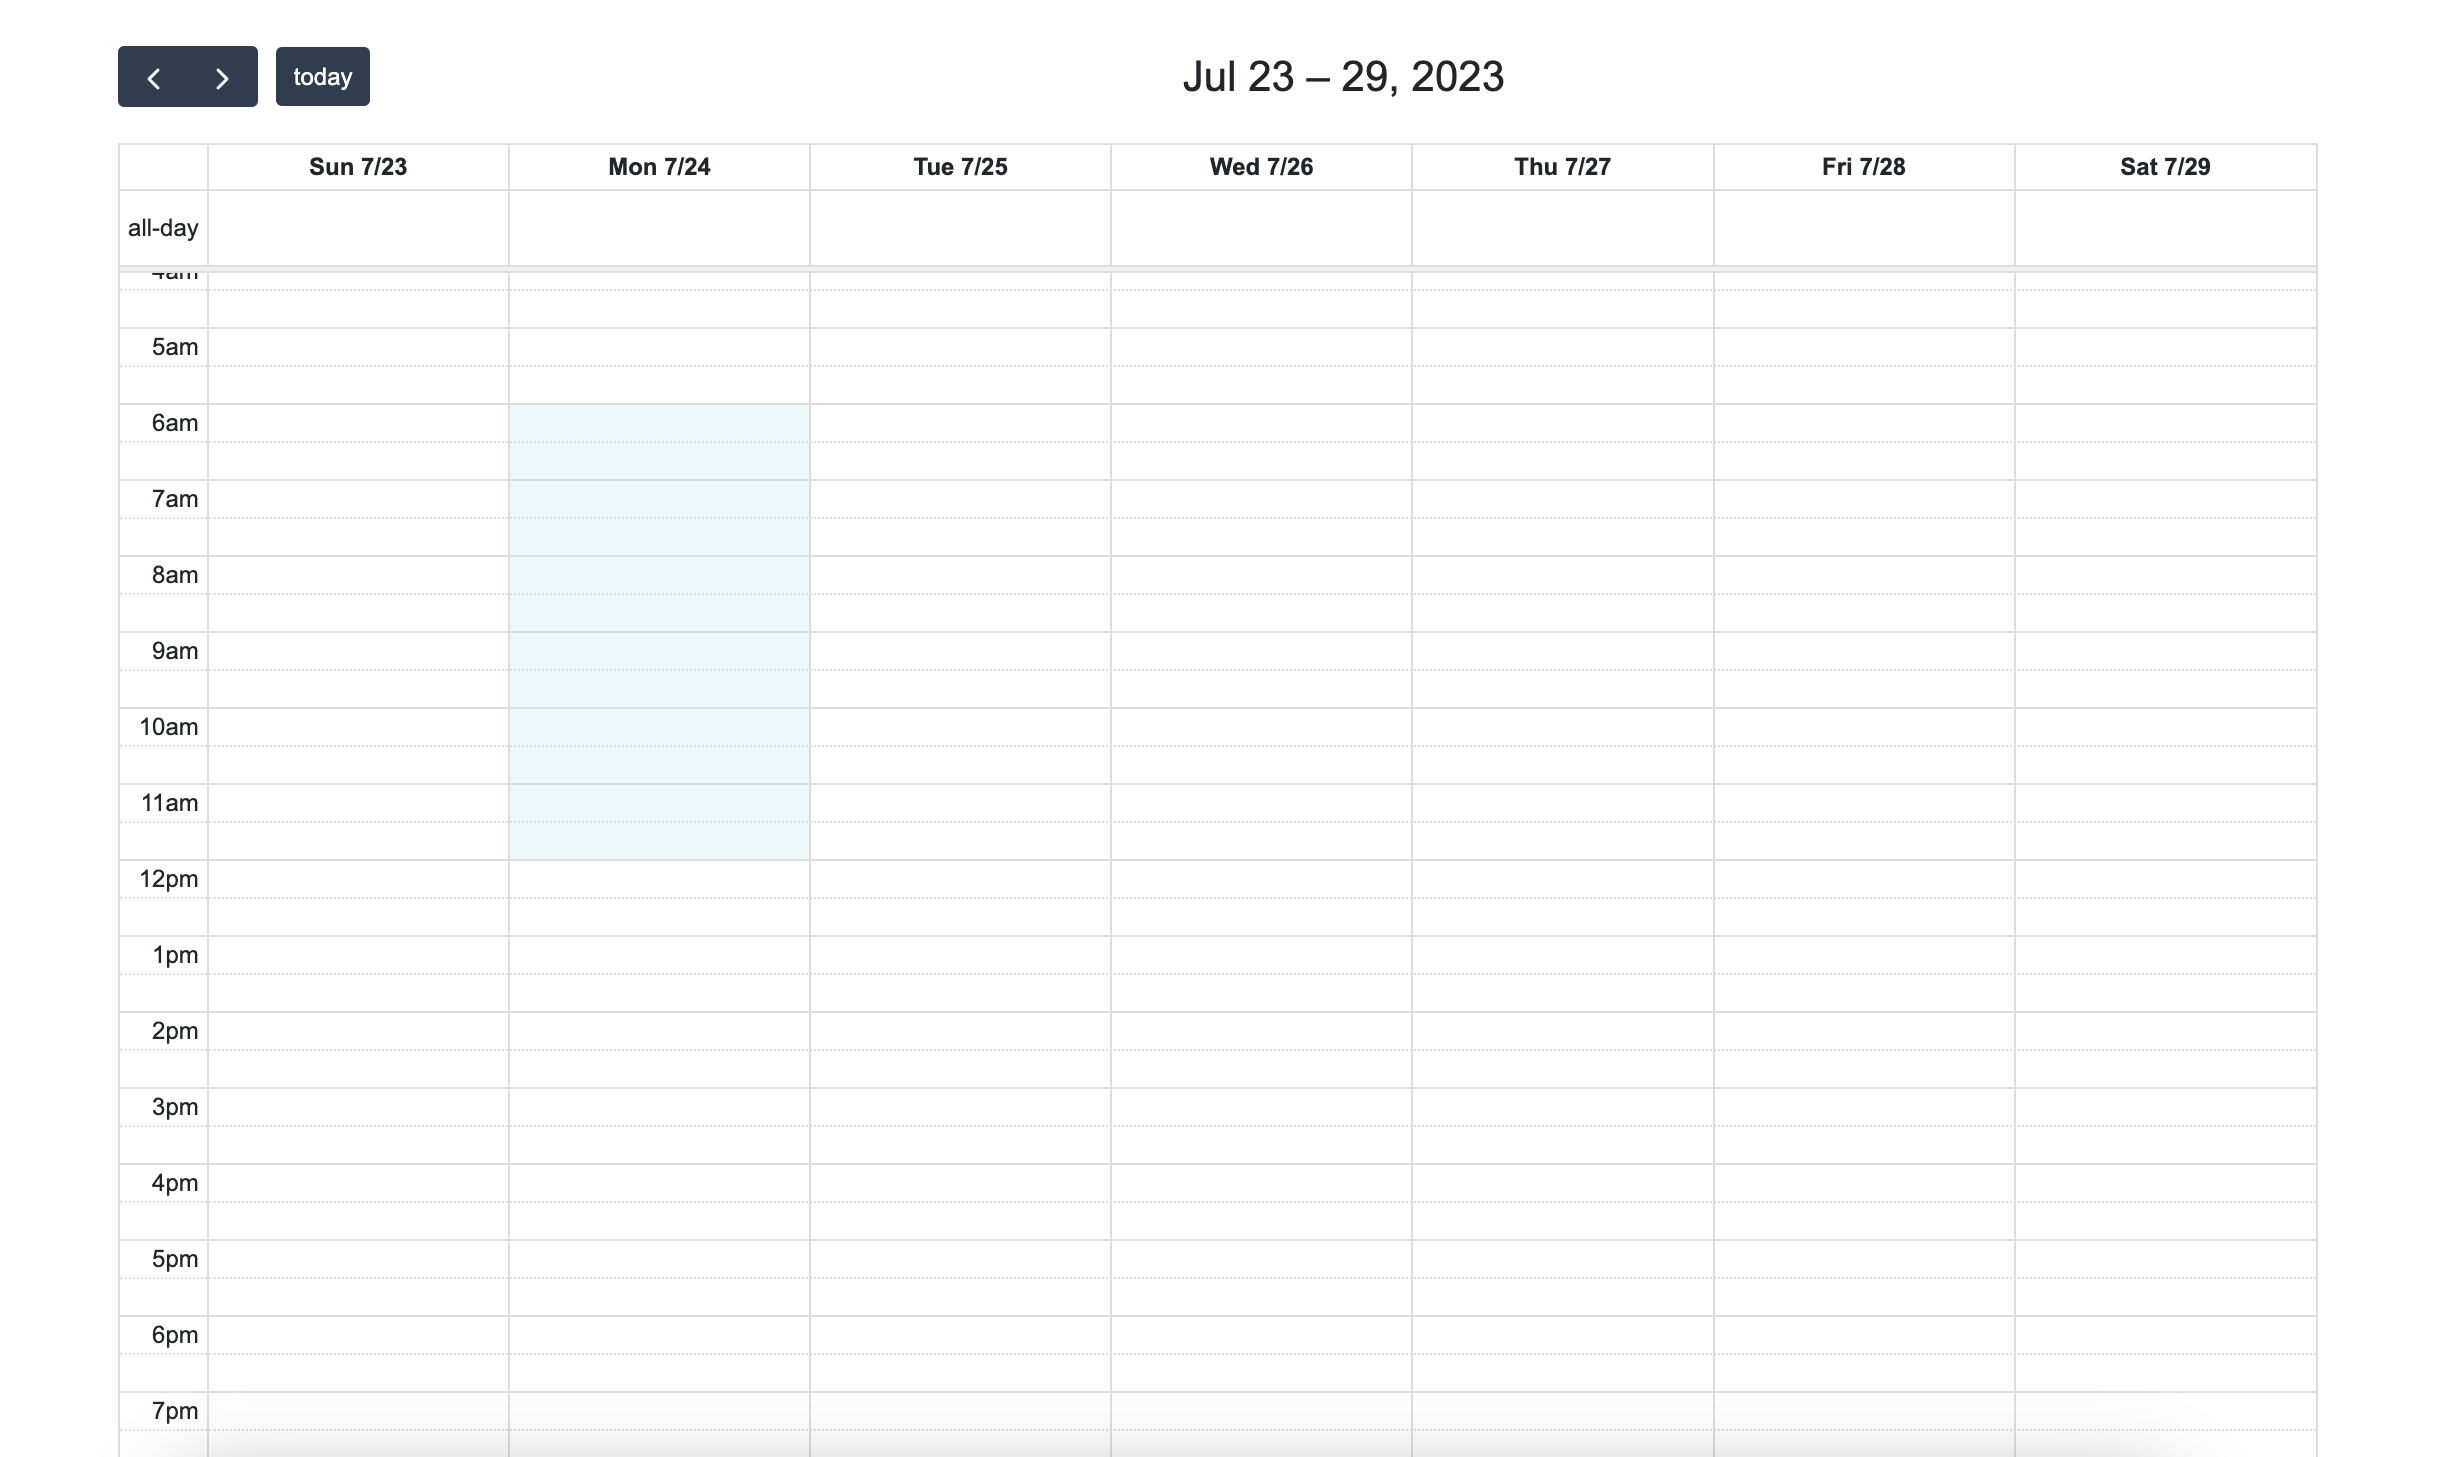 today
Jul 23 – 29, 2023
Sun 7/23 Mon 7/24 Tue 7/25 Wed 7/26 Thu 7/27 Fri 7/28 Sat 7/29
all-day
4am
5am
6am
7am
8am
9am
10am
11am
12pm
1pm
2pm
3pm
4pm
5pm
6pm
7pm